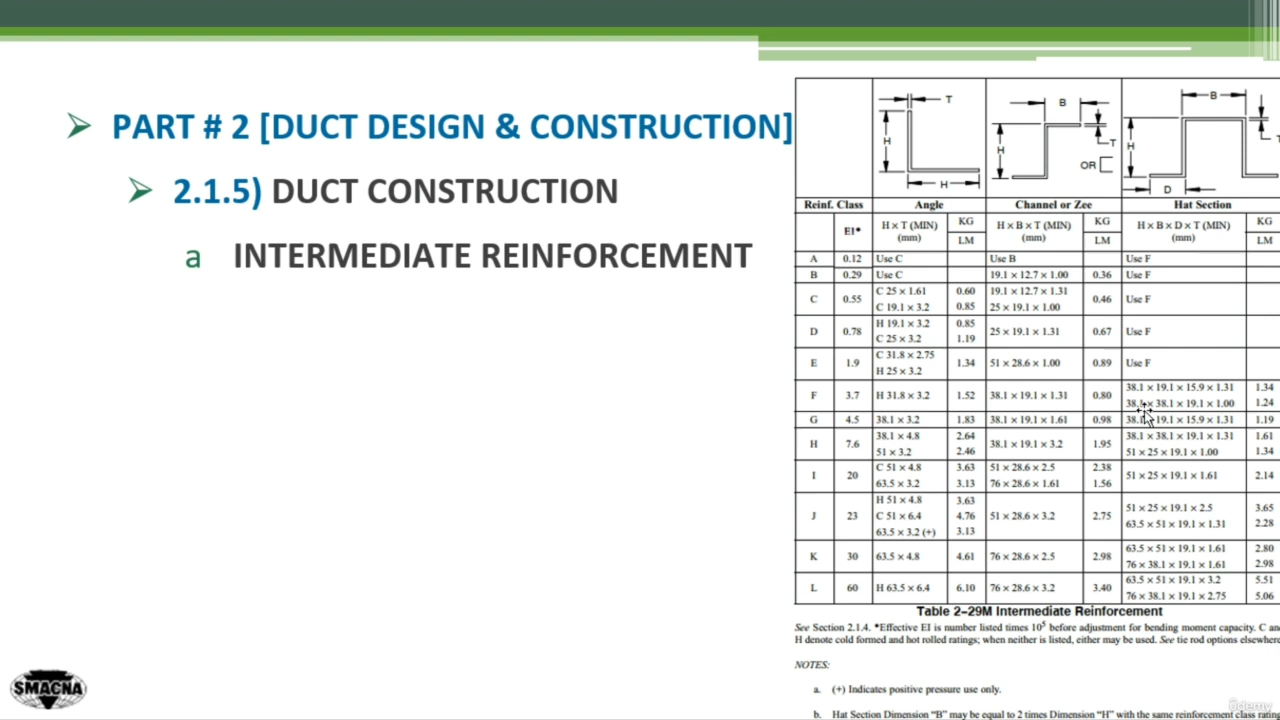 PART # 2 [DUCT DESIGN & CONSTRUCTION]
2.1.5) DUCT CONSTRUCTION
a INTERMEDIATE REINFORCEMENT
T
H
H
B
H
T
OR
B
H
T
D
Reinf. Class Angle Channel or Zee Hat Section
EI* H × T (MIN) (mm) KG LM H × B × T (MIN) (mm) KG LM H × B × D × T (MIN) (mm) KG LM
A 0.12 Use C Use B Use F
B 0.29 Use C 19.1 × 12.7 × 1.00 0.36 Use F
C 0.55 C 25 × 1.61 0.60 19.1 × 12.7 × 1.31 0.46 Use F
C 19.1 × 3.2 0.85 25 × 19.1 × 1.00
D 0.78 H 19.1 × 3.2 0.85 25 × 19.1 × 1.31 0.67 Use F
C 25 × 3.2 1.19
E 1.9 C 31.8 × 2.75 1.34 51 × 28.6 × 1.00 0.89 Use F
H 25 × 3.2
F 3.7 H 31.8 × 3.2 1.52 38.1 × 19.1 × 1.31 0.80 38.1 × 19.1 × 15.9 × 1.31 1.34
38.1 × 38.1 × 19.1 × 1.00 1.24
G 4.5 38.1 × 3.2 1.83 38.1 × 19.1 × 1.61 0.98 38.1 × 19.1 × 15.9 × 1.31 1.19
H 7.6 38.1 × 4.8 2.64 38.1 × 19.1 × 3.2 1.95 38.1 × 38.1 × 19.1 × 1.31 1.61
51 × 3.2 2.46 51 × 25 × 19.1 × 1.00 1.34
I 20 C 51 × 4.8 3.63 51 × 28.6 × 2.5 2.38 51 × 25 × 19.1 × 1.61 2.14
63.5 × 3.2 3.13 76 × 28.6 × 1.61 1.56
J 23 H 51 × 4.8 3.63 51 × 28.6 × 3.2 2.75 51 × 25 × 19.1 × 2.5 3.65
C 51 × 6.4 4.76 63.5 × 51 × 19.1 × 1.31 2.28
63.5 × 3.2 (+) 3.13
K 30 63.5 × 4.8 4.61 76 × 28.6 × 2.5 2.98 63.5 × 51 × 19.1 × 1.61 2.80
76 × 38.1 × 19.1 × 1.61 2.98
L 60 H 63.5 × 6.4 6.10 76 × 28.6 × 3.2 3.40 63.5 × 51 × 19.1 × 3.2 5.51
76 × 38.1 × 19.1 × 2.75 5.06
Table 2–29M Intermediate Reinforcement
See Section 2.1.4. *Effective EI is number listed times 10⁵ before adjustment for bending moment capacity. C and
H denote cold formed and hot rolled ratings; when neither is listed, either may be used. See tie rod options elsewhere
NOTES:
a. (+) Indicates positive pressure use only.
b. Hat Section Dimension “B” may be equal to 2 times Dimension “H” with the same reinforcement class rating
SMACNA
ûdemy